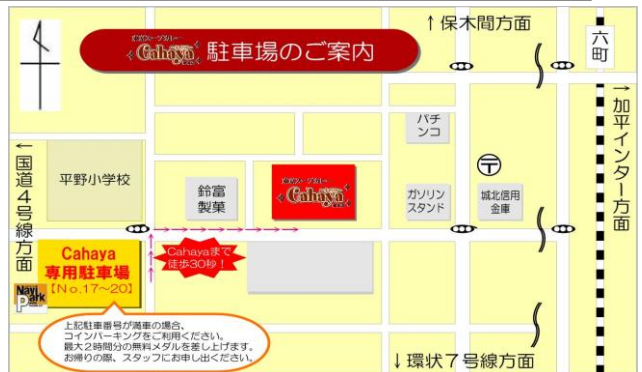 ↑保木間方面
Cahaya 駐車場のご案内
六町
→加平インター方面
パチ
ンコ
←国道4号線方面
平野小学校
鈴富
製菓
Cahaya
ガソリン
スタンド
城北信用
金庫
Cahaya
専用駐車場
【No.17～20】
Cahayaまで
徒歩30秒！
Navi
Park
上記駐車番号が満車の場合、
コインパーキングをご利用ください。
最大2時間分の無料メダルを差し上げます。
お帰りの際、スタッフにお申し出ください。
↓環状7号線方面